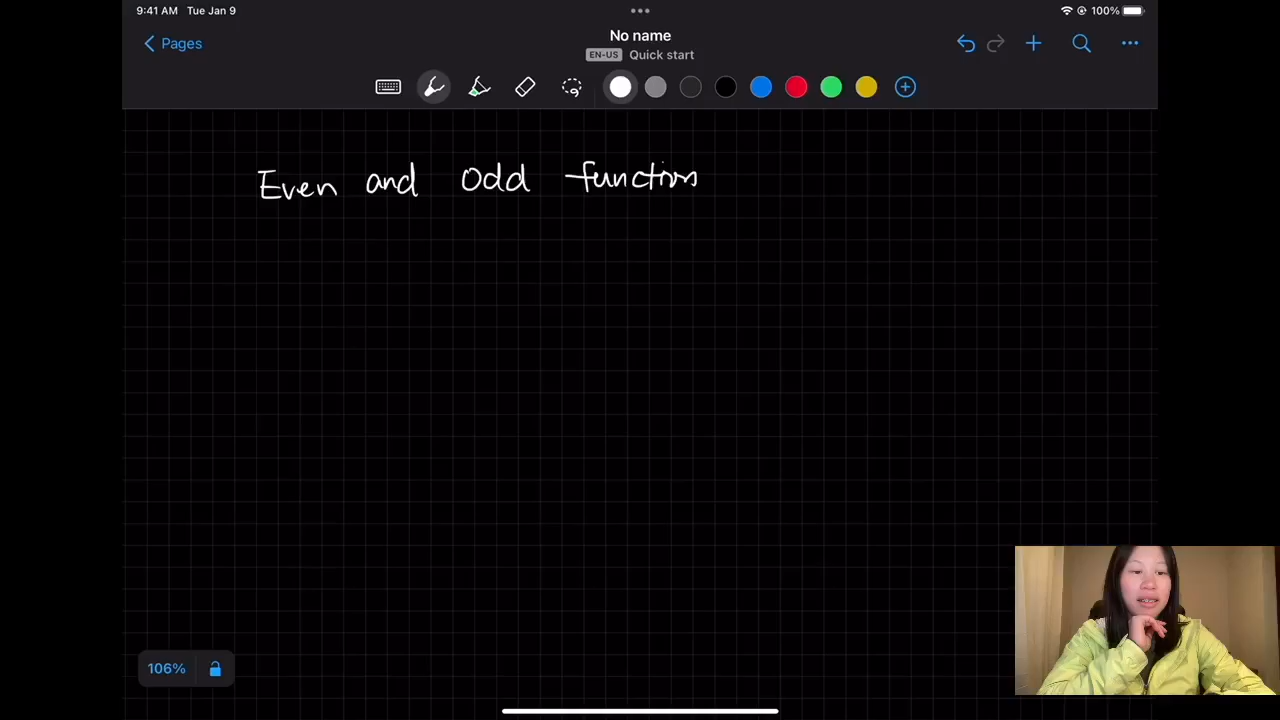 9:41 AM Tue Jan 9
100%
Pages
No name
EN-US Quick start
Even and Odd function
106%